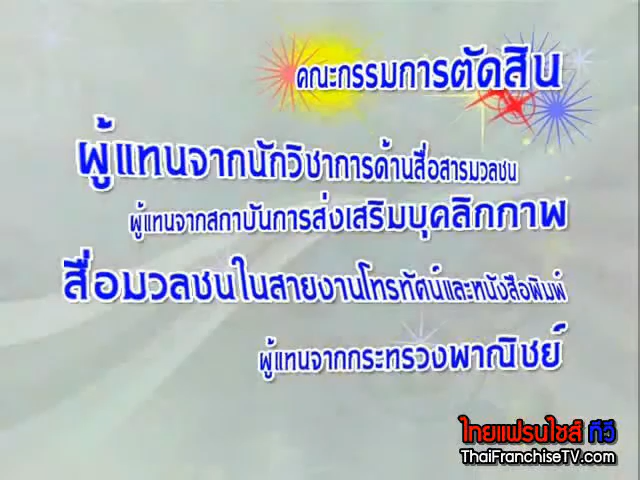 คณะกรรมการตัดสิน
ผู้แทนจากนักวิชาการด้านสื่อสารมวลชน
ผู้แทนจากสถาบันการส่งเสริมบุคลิกภาพ
สื่อมวลชนในสายงานโทรทัศน์และหนังสือพิมพ์
ผู้แทนจากกระทรวงพาณิชย์
ไทยแฟรนไชส์ ทีวี
ThaiFranchiseTV.com